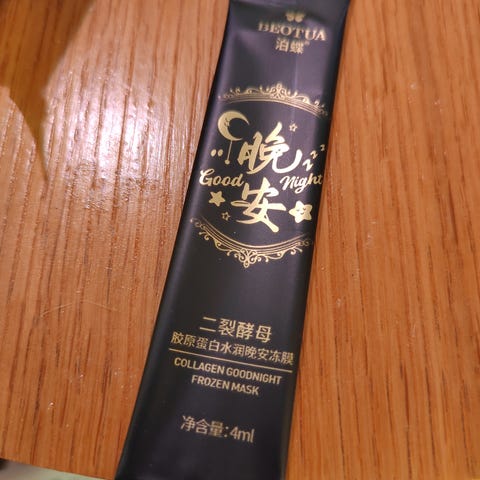 BEOTUA
泊蝶®
晚
zzz
Good Night
安
二裂酵母
胶原蛋白水润晚安冻膜
COLLAGEN GOODNIGHT
FROZEN MASK
净含量:4ml